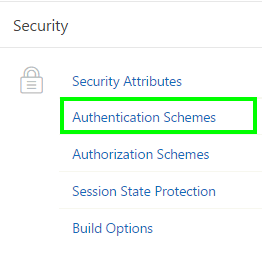 Security
Security Attributes
Authentication Schemes
Authorization Schemes
Session State Protection
Build Options